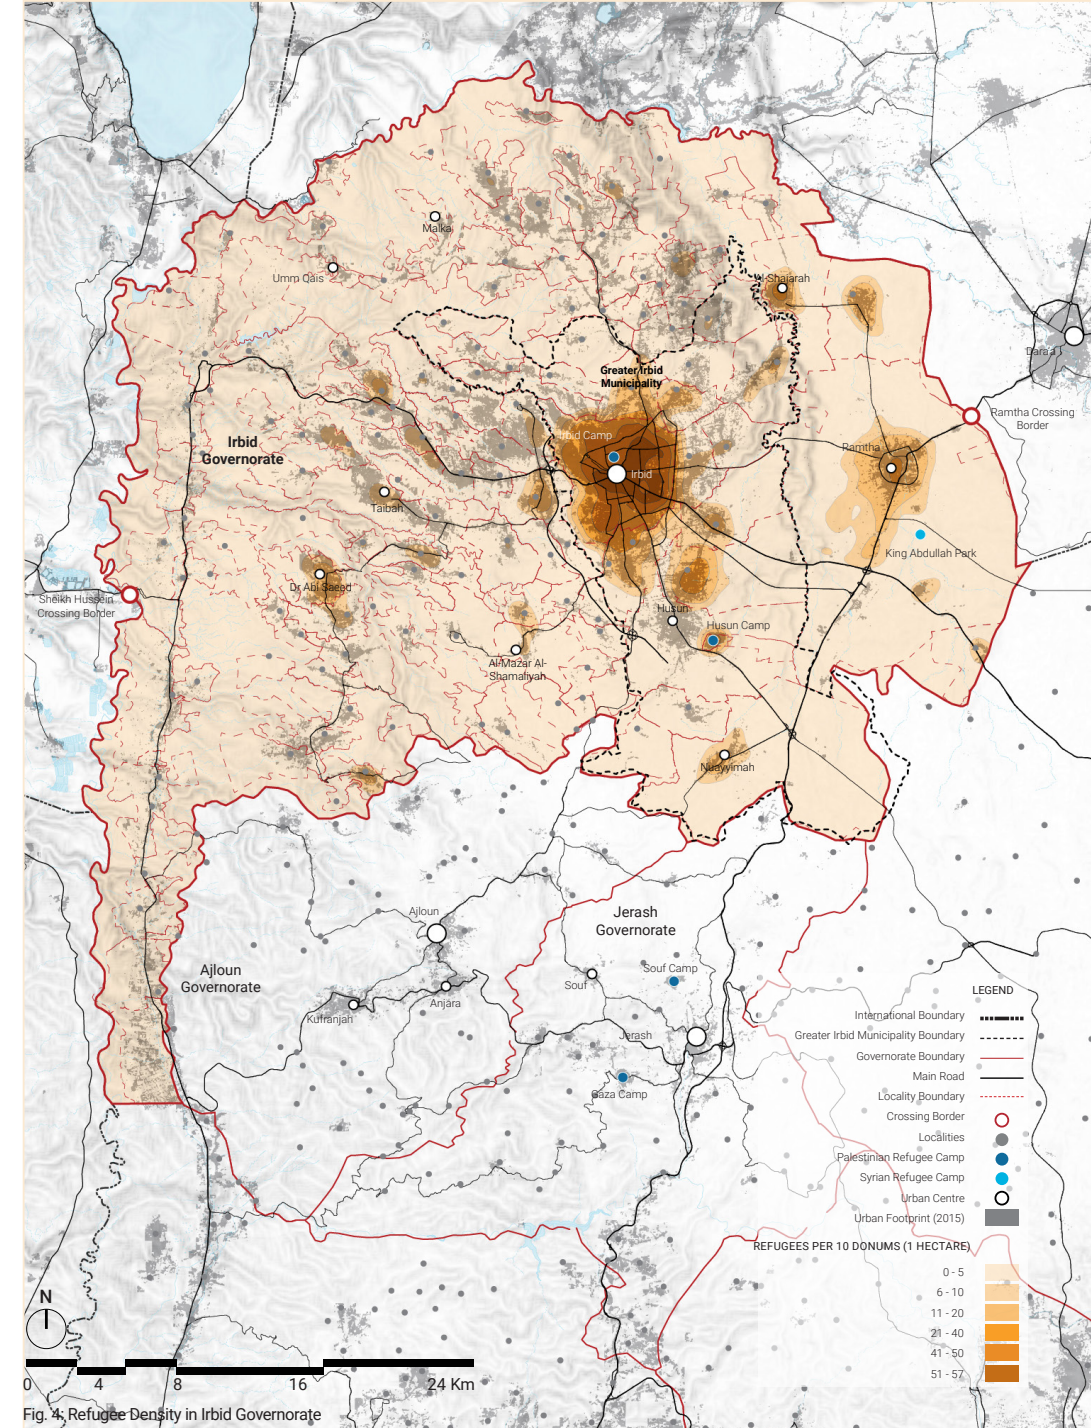 Malka
Umm Qais
Al-Shajarah
Dara'a
Greater Irbid
Municipality
Ramtha Crossing
Border
Irbid
Governorate
Irbid Camp
Irbid
Ramtha
Taibah
King Abdullah Park
Dr Abi Saeed
Sheikh Hussein
Crossing Border
Husun
Husun Camp
Al-Mazar Al-
Shamaliyah
Nuayyimah
Ajloun
Jerash
Governorate
Ajloun
Governorate
Souf Camp
Souf
Anjara
Kufranjah
Jerash
Gaza Camp
LEGEND
International Boundary
Greater Irbid Municipality Boundary
Governorate Boundary
Main Road
Locality Boundary
Crossing Border
Localities
Palestinian Refugee Camp
Syrian Refugee Camp
Urban Centre
Urban Footprint (2015)
REFUGEES PER 10 DONUMS (1 HECTARE)
0 - 5
6 - 10
11 - 20
21 - 40
41 - 50
51 - 57
N
0 4 8 16 24 Km
Fig. 4: Refugee Density in Irbid Governorate